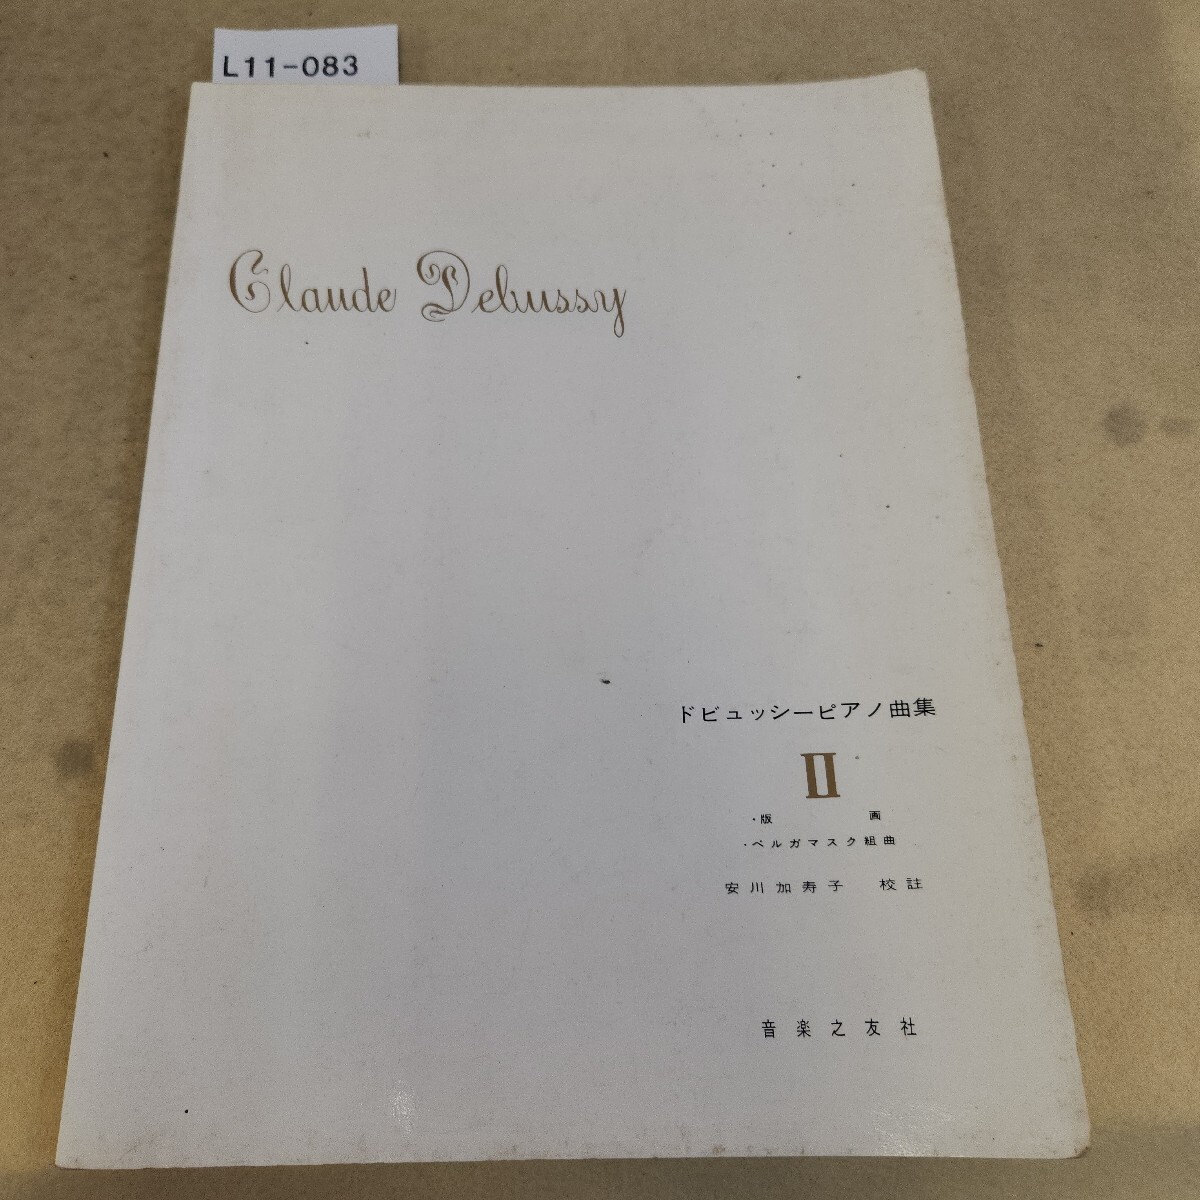 L11-083
Claude Debussy
ドビュッシーピアノ曲集
II
・版画
・ベルガマスク組曲
安川加寿子 校註
音楽之友社